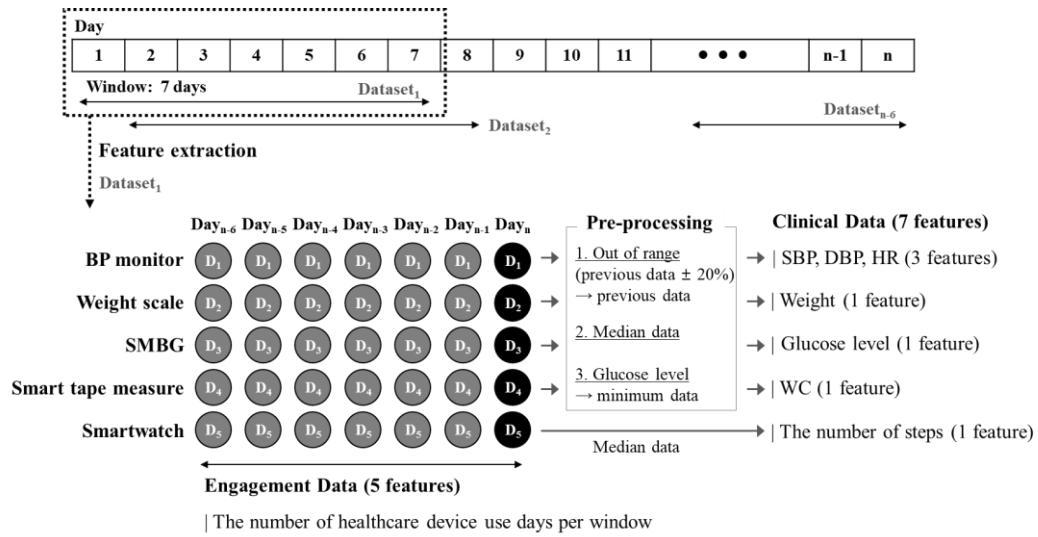 Day
1 2 3 4 5 6 7 8 9 10 11 ● ● ● n-1 n
Window: 7 days
Dataset₁
Dataset₂
Datasetₙ₋₆
Feature extraction
Dataset₁
Dayₙ₋₆ Dayₙ₋₅ Dayₙ₋₄ Dayₙ₋₃ Dayₙ₋₂ Dayₙ₋₁ Dayₙ
Pre-processing
Clinical Data (7 features)
BP monitor
D₁ D₁ D₁ D₁ D₁ D₁ D₁
1. Out of range
(previous data ± 20%)
→ previous data
| SBP, DBP, HR (3 features)
Weight scale
D₂ D₂ D₂ D₂ D₂ D₂ D₂
| Weight (1 feature)
SMBG
D₃ D₃ D₃ D₃ D₃ D₃ D₃
2. Median data
| Glucose level (1 feature)
Smart tape measure
D₄ D₄ D₄ D₄ D₄ D₄ D₄
3. Glucose level
→ minimum data
| WC (1 feature)
Smartwatch
D₅ D₅ D₅ D₅ D₅ D₅ D₅
Median data
| The number of steps (1 feature)
Engagement Data (5 features)
| The number of healthcare device use days per window